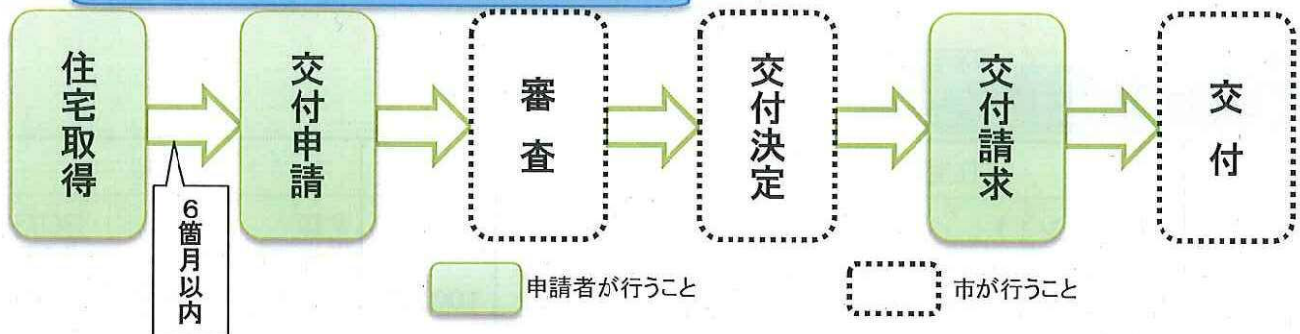 住宅取得
交付申請
審査
交付決定
交付請求
交付
6箇月以内
申請者が行うこと
市が行うこと